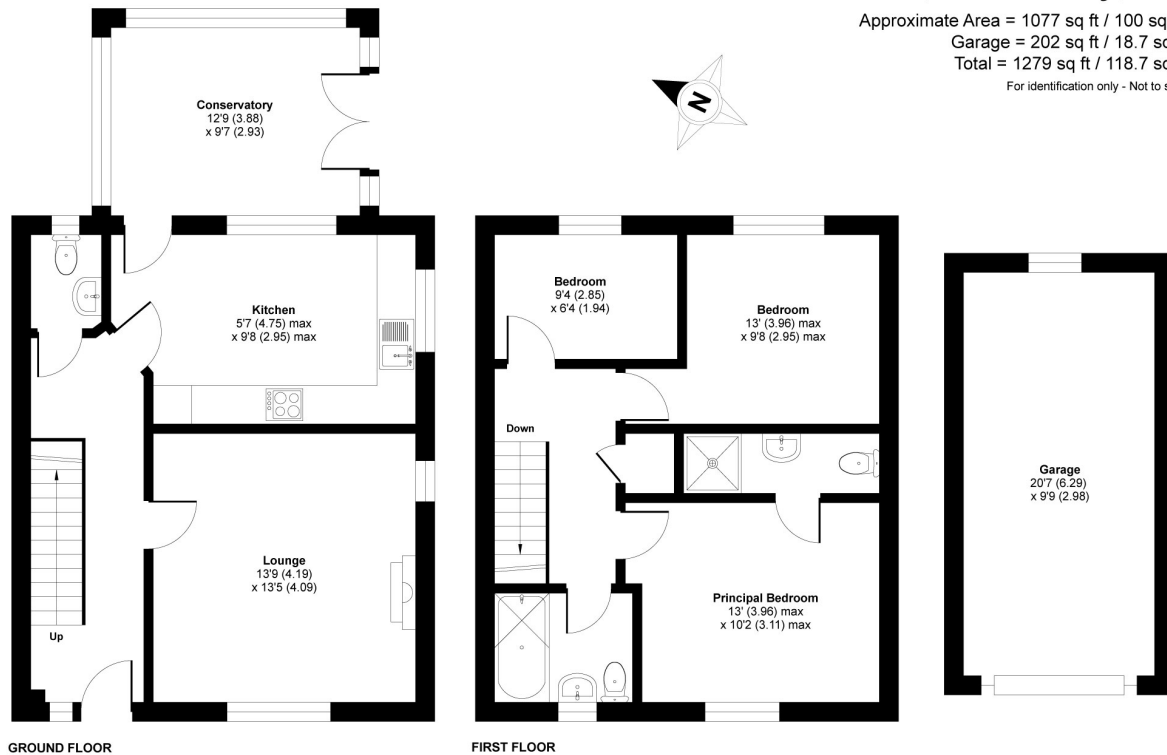 Approximate Area = 1077 sq ft / 100 sq
Garage = 202 sq ft / 18.7 sq
Total = 1279 sq ft / 118.7 sq
For identification only - Not to s
N
Conservatory
12'9 (3.88)
x 9'7 (2.93)
Kitchen
5'7 (4.75) max
x 9'8 (2.95) max
Lounge
13'9 (4.19)
x 13'5 (4.09)
Up
GROUND FLOOR
Bedroom
9'4 (2.85)
x 6'4 (1.94)
Bedroom
13' (3.96) max
x 9'8 (2.95) max
Down
Principal Bedroom
13' (3.96) max
x 10'2 (3.11) max
FIRST FLOOR
Garage
20'7 (6.29)
x 9'9 (2.98)